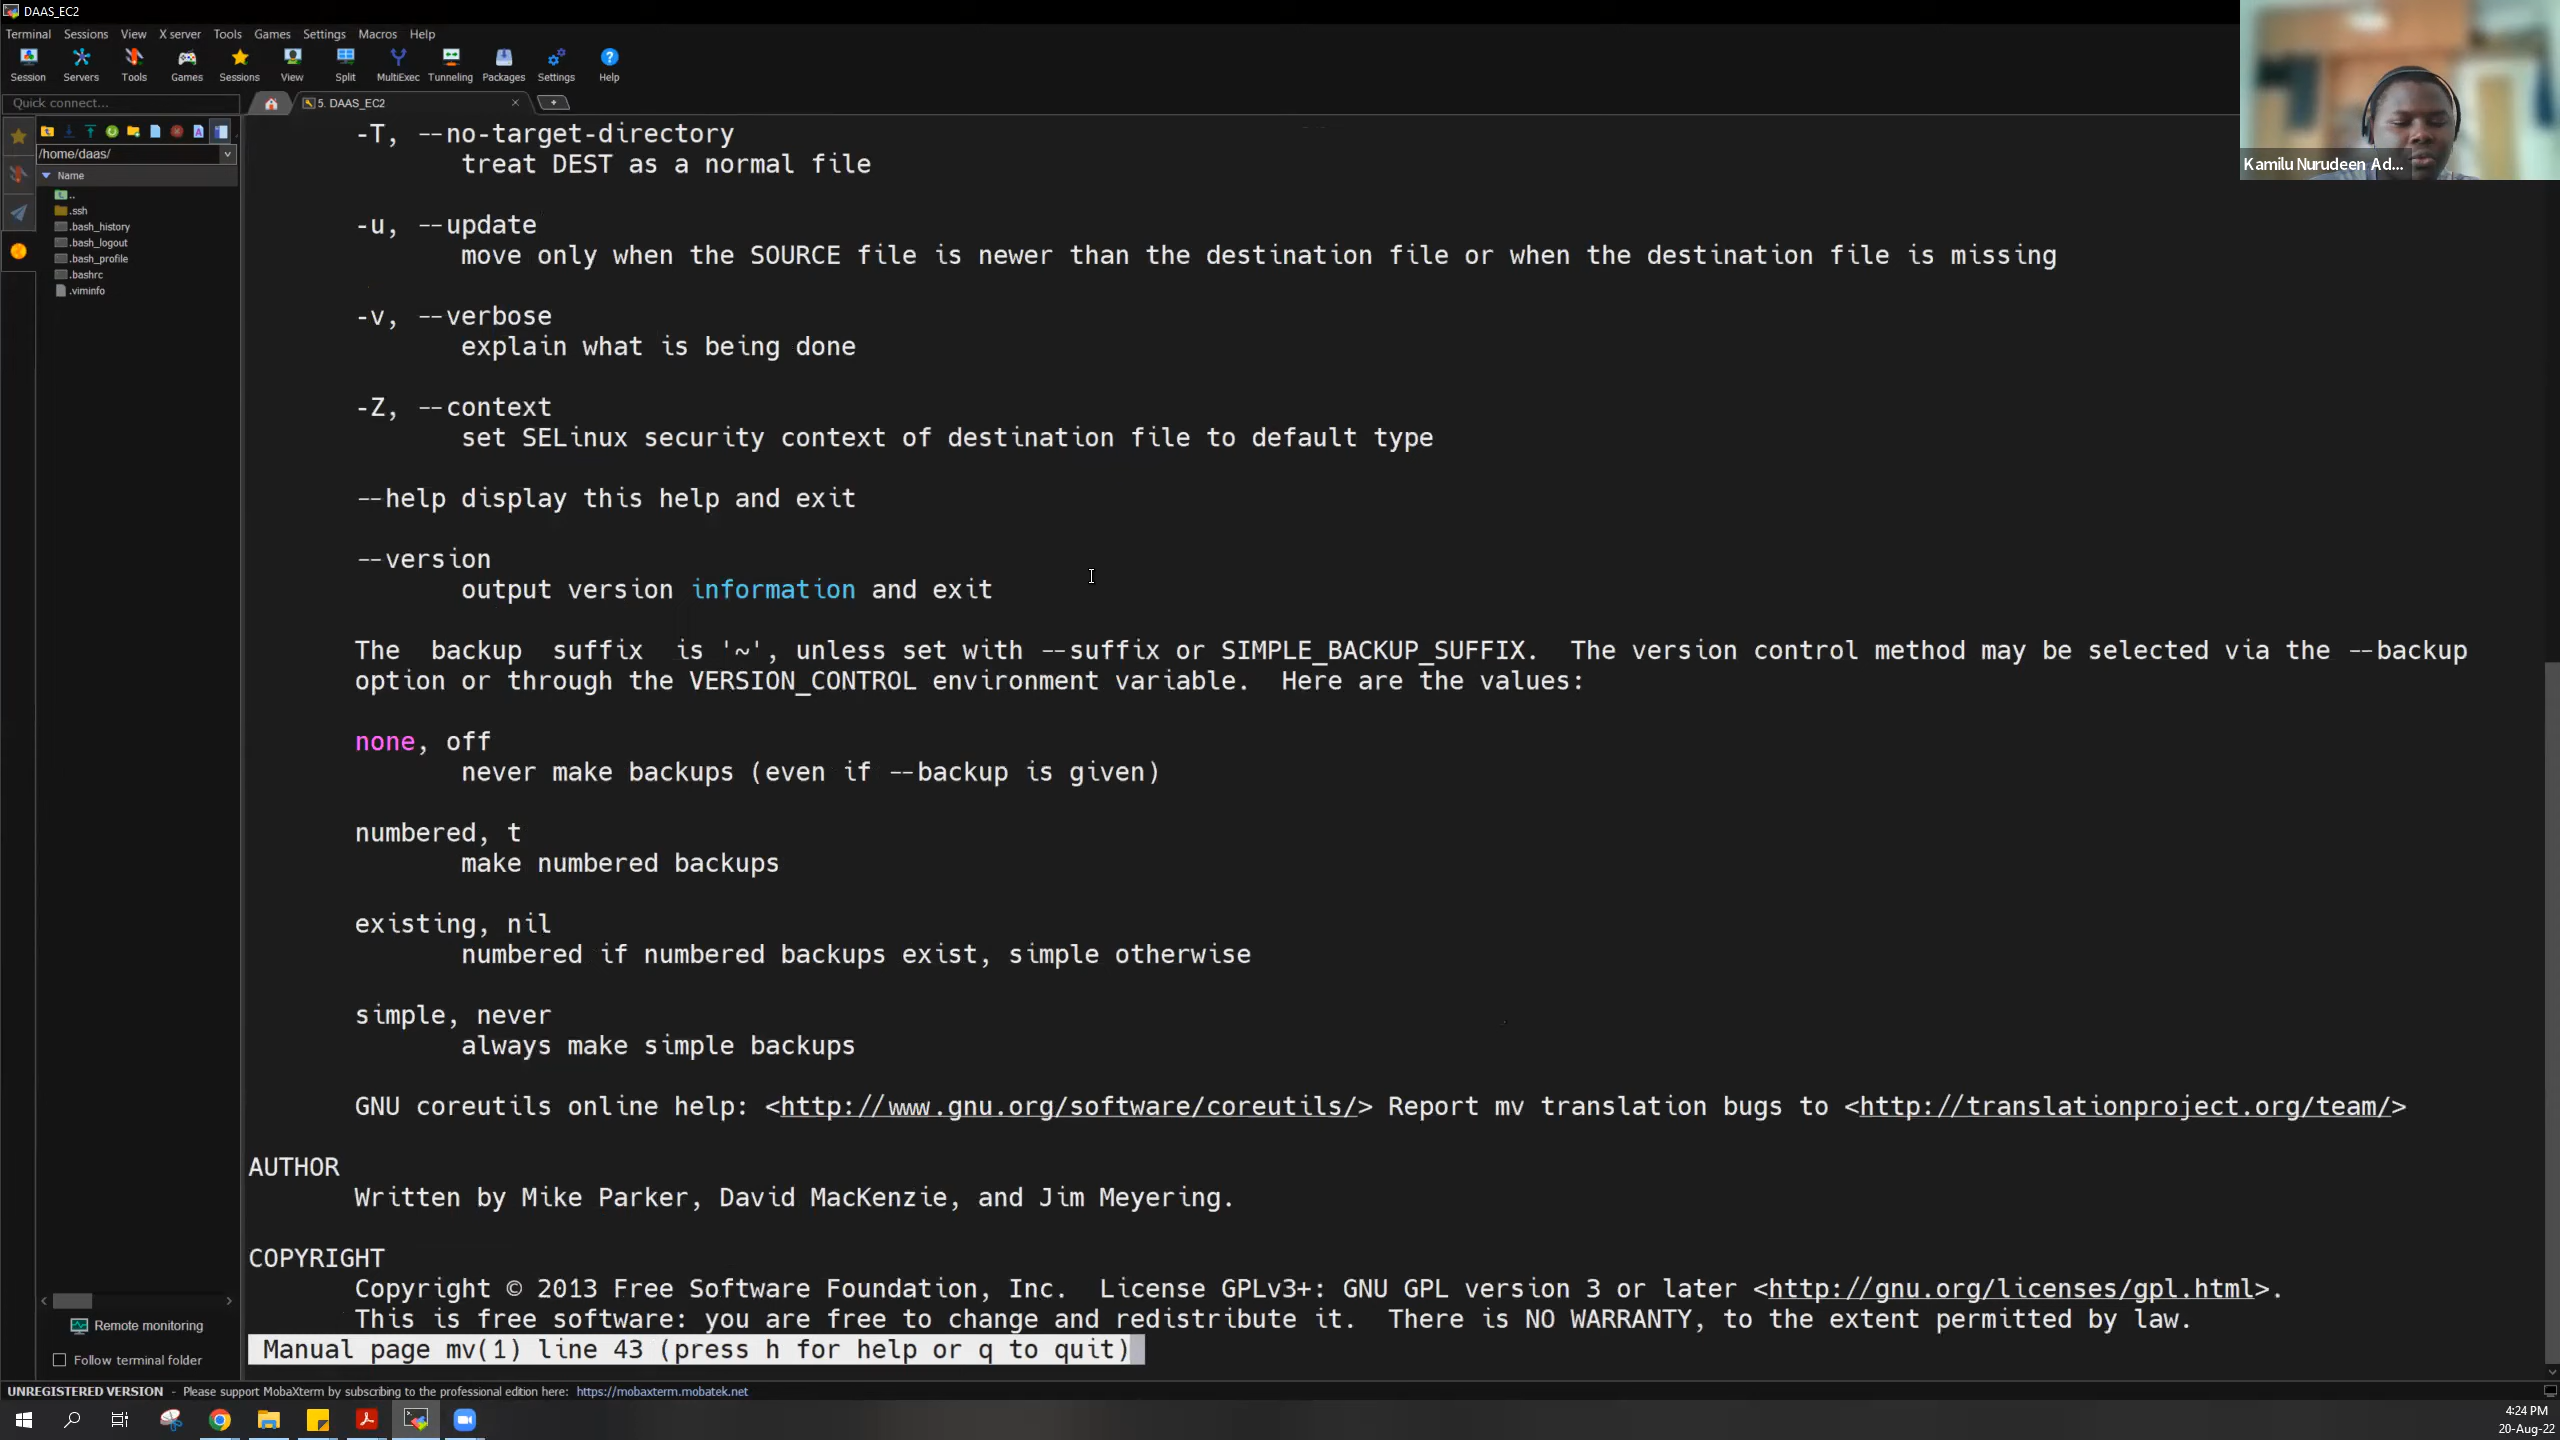 DAAS_EC2
Terminal Sessions View X server Tools Games Settings Macros Help
Session Servers Tools Games Sessions View Split MultiExec Tunneling Packages Settings Help
Quick connect...
5. DAAS_EC2
/home/daas/
Name
..
.ssh
.bash_history
.bash_logout
.bash_profile
.bashrc
.viminfo
-T, --no-target-directory
treat DEST as a normal file
-u, --update
move only when the SOURCE file is newer than the destination file or when the destination file is missing
-v, --verbose
explain what is being done
-Z, --context
set SELinux security context of destination file to default type
--help display this help and exit
--version
output version information and exit
The backup suffix is '~', unless set with --suffix or SIMPLE_BACKUP_SUFFIX. The version control method may be selected via the --backup
option or through the VERSION_CONTROL environment variable. Here are the values:
none, off
never make backups (even if --backup is given)
numbered, t
make numbered backups
existing, nil
numbered if numbered backups exist, simple otherwise
simple, never
always make simple backups
GNU coreutils online help: <http://www.gnu.org/software/coreutils/> Report mv translation bugs to <http://translationproject.org/team/>
AUTHOR
Written by Mike Parker, David MacKenzie, and Jim Meyering.
COPYRIGHT
Copyright © 2013 Free Software Foundation, Inc. License GPLv3+: GNU GPL version 3 or later <http://gnu.org/licenses/gpl.html>.
This is free software: you are free to change and redistribute it. There is NO WARRANTY, to the extent permitted by law.
Manual page mv(1) line 43 (press h for help or q to quit)
Remote monitoring
Follow terminal folder
UNREGISTERED VERSION - Please support MobaXterm by subscribing to the professional edition here: https://mobaxterm.mobatek.net
Kamilu Nurudeen Ad...
4:24 PM
20-Aug-22